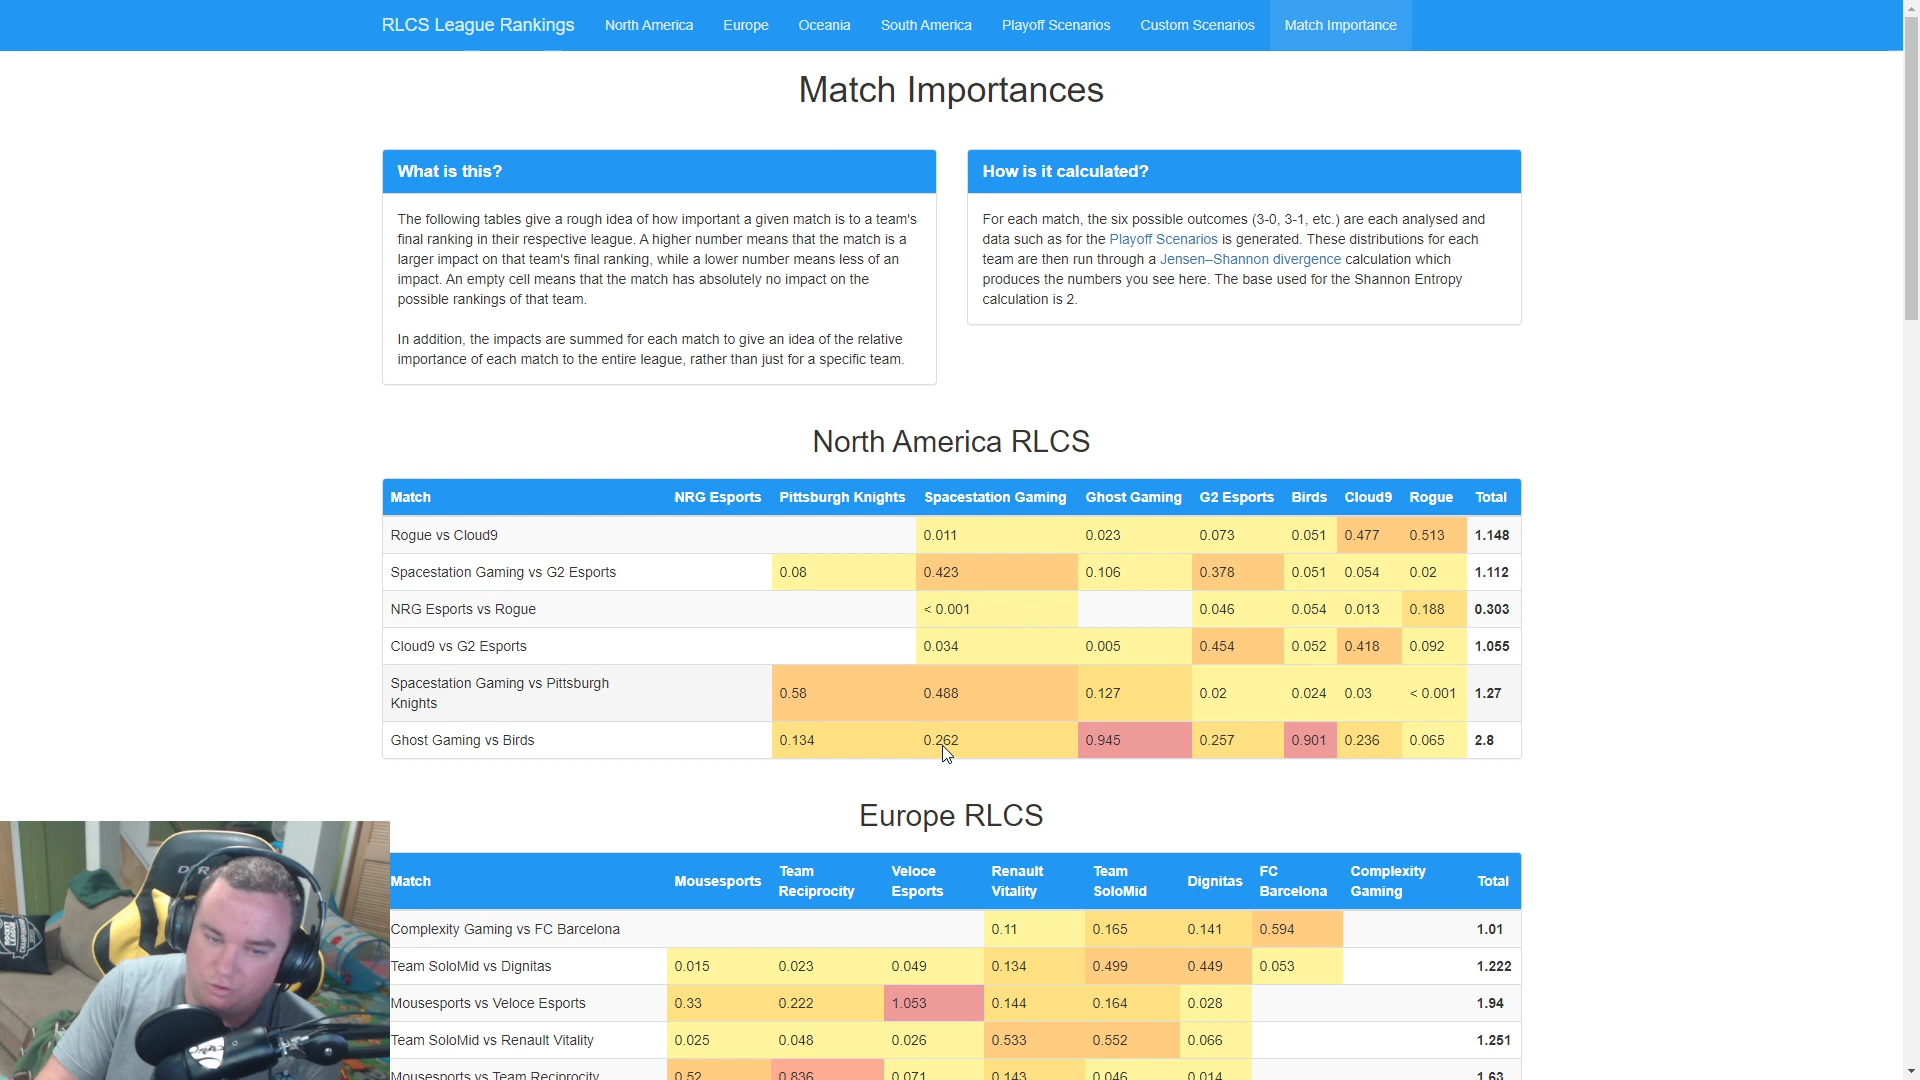 RLCS League Rankings North America Europe Oceania South America Playoff Scenarios Custom Scenarios Match Importance
Match Importances
What is this?
The following tables give a rough idea of how important a given match is to a team's
final ranking in their respective league. A higher number means that the match is a
larger impact on that team's final ranking, while a lower number means less of an
impact. An empty cell means that the match has absolutely no impact on the
possible rankings of that team.
In addition, the impacts are summed for each match to give an idea of the relative
importance of each match to the entire league, rather than just for a specific team.
How is it calculated?
For each match, the six possible outcomes (3-0, 3-1, etc.) are each analysed and
data such as for the Playoff Scenarios is generated. These distributions for each
team are then run through a Jensen–Shannon divergence calculation which
produces the numbers you see here. The base used for the Shannon Entropy
calculation is 2.
North America RLCS
Match NRG Esports Pittsburgh Knights Spacestation Gaming Ghost Gaming G2 Esports Birds Cloud9 Rogue Total
Rogue vs Cloud9 0.011 0.023 0.073 0.051 0.477 0.513 1.148
Spacestation Gaming vs G2 Esports 0.08 0.423 0.106 0.378 0.051 0.054 0.02 1.112
NRG Esports vs Rogue < 0.001 0.046 0.054 0.013 0.188 0.303
Cloud9 vs G2 Esports 0.034 0.005 0.454 0.052 0.418 0.092 1.055
Spacestation Gaming vs Pittsburgh
Knights 0.58 0.488 0.127 0.02 0.024 0.03 < 0.001 1.27
Ghost Gaming vs Birds 0.134 0.262 0.945 0.257 0.901 0.236 0.065 2.8
Europe RLCS
Match Mousesports Team Reciprocity Veloce Esports Renault Vitality Team SoloMid Dignitas FC Barcelona Complexity Gaming Total
Complexity Gaming vs FC Barcelona 0.11 0.165 0.141 0.594 1.01
Team SoloMid vs Dignitas 0.015 0.023 0.049 0.134 0.499 0.449 0.053 1.222
Mousesports vs Veloce Esports 0.33 0.222 1.053 0.144 0.164 0.028 1.94
Team SoloMid vs Renault Vitality 0.025 0.048 0.026 0.533 0.552 0.066 1.251
Mousesports vs Team Reciprocity 0.52 0.836 0.071 0.143 0.046 0.014 1.63